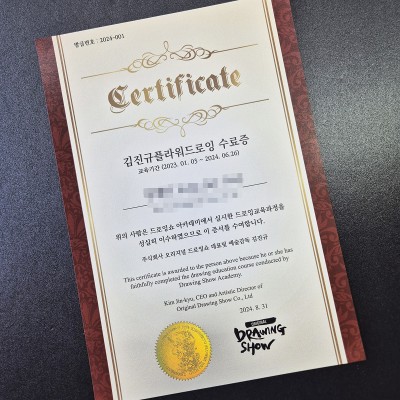 발급번호 : 2024-001
Certificate
김진규플라워드로잉 수료증
교육기간 (2023. 01. 05 ~ 2024. 06.26)
위의 사람은 드로잉쇼 아카데미에서 실시한 드로잉교육과정을
성실히 이수하였으므로 이 증서를 수여합니다.
주식회사 오리지널 드로잉쇼 대표및 예술감독 김진규
This certificate is awarded to the person above because he or she has
faithfully completed the drawing education course conducted by
Drawing Show Academy.
Kim Jin-kyu, CEO and Artistic Director of
Original Drawing Show Co., Ltd.
2024. 8. 31
DRAWING
SHOW